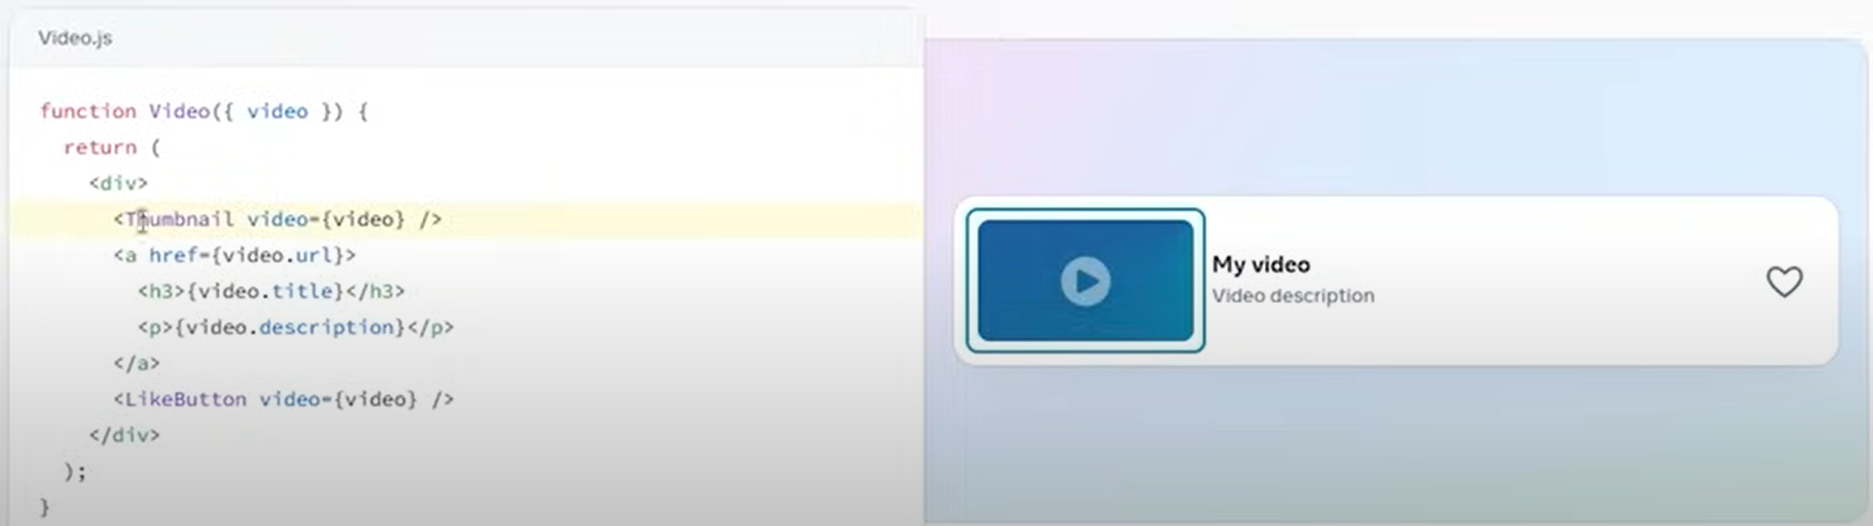 Video.js
function Video({ video }) {
return (
<div>
<Thumbnail video={video} />
<a href={video.url}>
<h3>{video.title}</h3>
<p>{video.description}</p>
</a>
<LikeButton video={video} />
</div>
);
}
My video
Video description